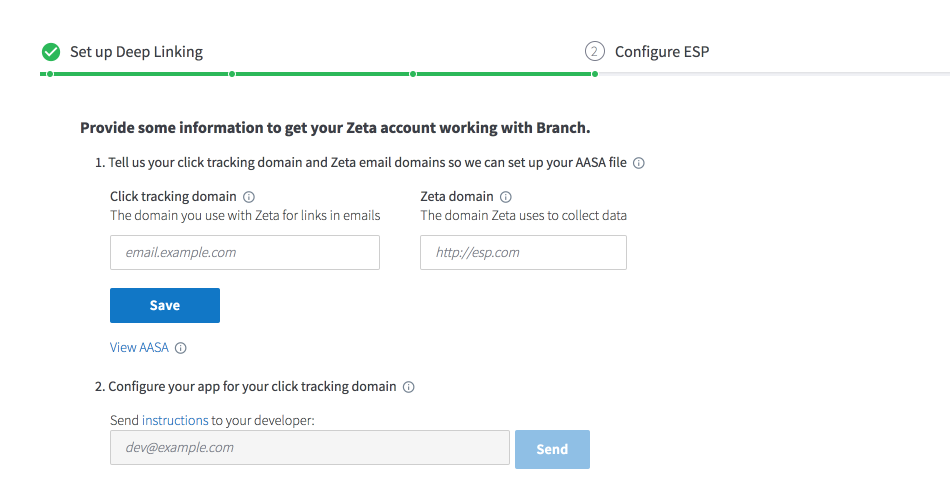 Set up Deep Linking
2 Configure ESP
Provide some information to get your Zeta account working with Branch.
1. Tell us your click tracking domain and Zeta email domains so we can set up your AASA file
Click tracking domain
The domain you use with Zeta for links in emails
email.example.com
Zeta domain
The domain Zeta uses to collect data
http://esp.com
Save
View AASA
2. Configure your app for your click tracking domain
Send instructions to your developer:
dev@example.com
Send